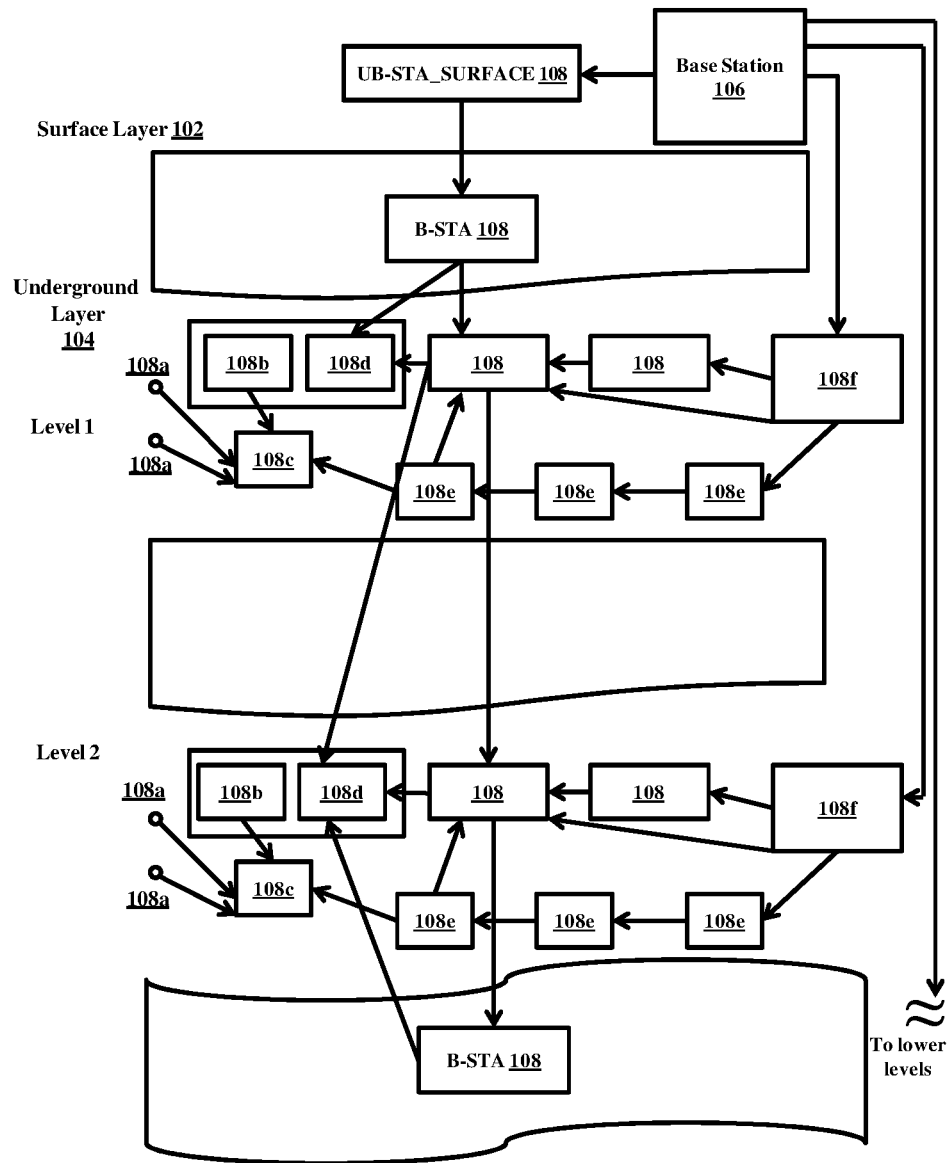 UB-STA_SURFACE 108
Base Station
106
Surface Layer 102
B-STA 108
Underground
Layer
104
108a
108b
108d
108
108
108f
Level 1
108a
108c
108e
108e
108e
Level 2
108a
108b
108d
108
108
108f
108a
108c
108e
108e
108e
B-STA 108
To lower
levels